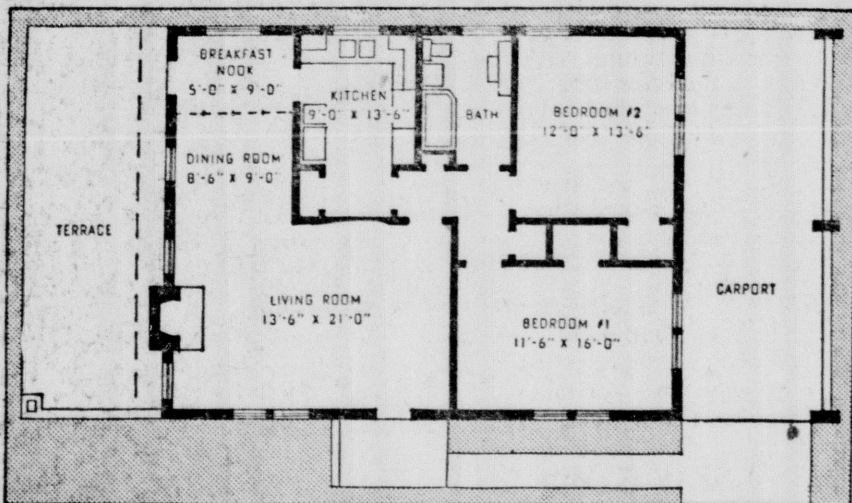 BREAKFAST
NOOK
5'-0" X 9'-0"
KITCHEN
9'-0" X 13'-6"
BATH
BEDROOM #2
12'-0" X 13'-6"
DINING ROOM
8'-6" X 9'-0"
TERRACE
LIVING ROOM
13'-6" X 21'-0"
BEDROOM #1
11'-6" X 16'-0"
CARPORT